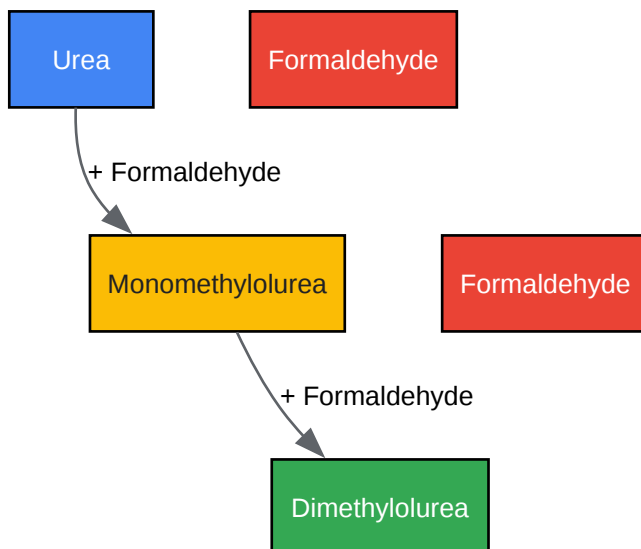 Urea
Formaldehyde
+ Formaldehyde
Monomethylolurea
Formaldehyde
+ Formaldehyde
Dimethylolurea